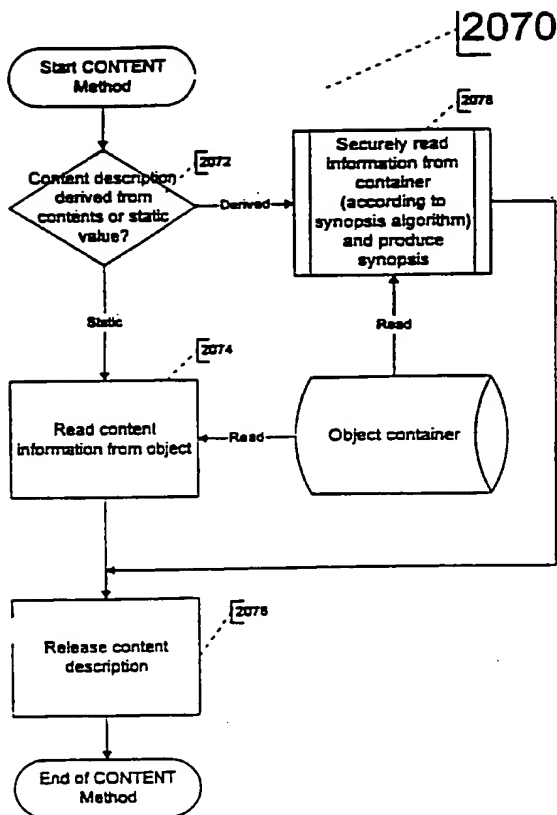 2070
Start CONTENT
Method
2072
Content description
derived from
contents or static
value?
Derived
2078
Securely read
information from
container
(according to
synopsis algorithm)
and produce
synopsis
Static
Read
2074
Read content
information from object
Read
Object container
2076
Release content
description
End of CONTENT
Method